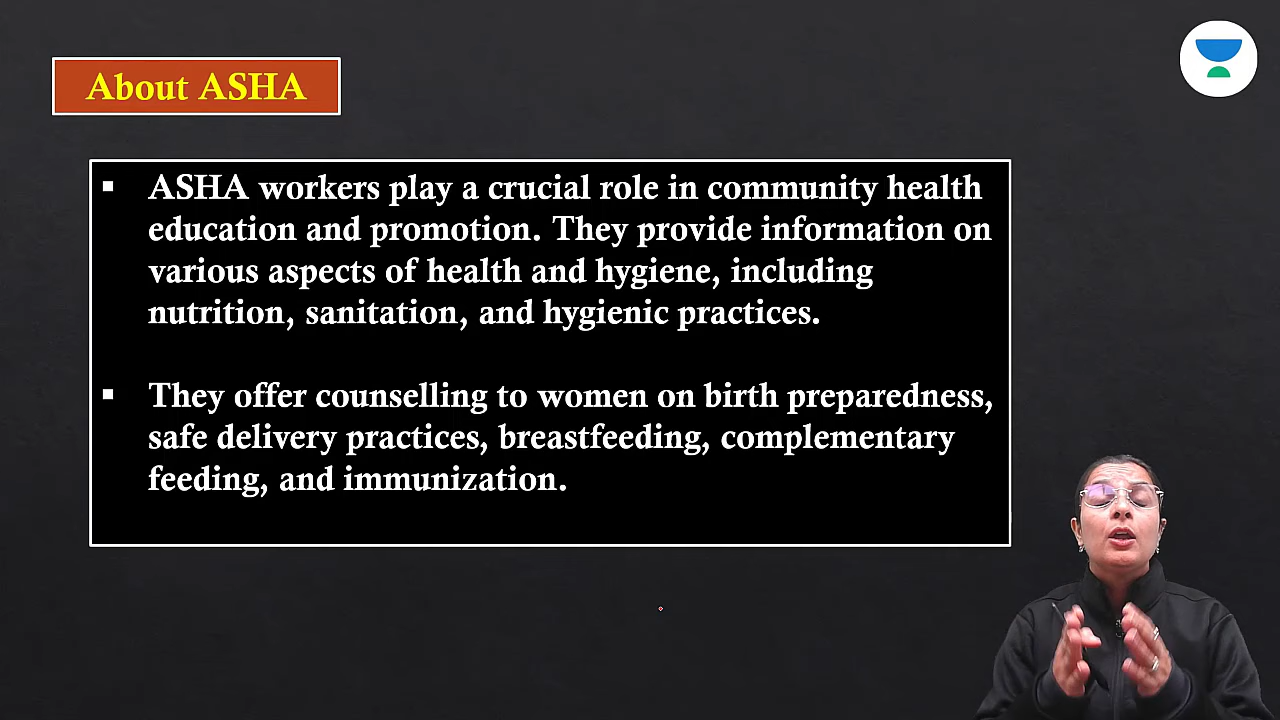 About ASHA
▪ ASHA workers play a crucial role in community health
education and promotion. They provide information on
various aspects of health and hygiene, including
nutrition, sanitation, and hygienic practices.
▪ They offer counselling to women on birth preparedness,
safe delivery practices, breastfeeding, complementary
feeding, and immunization.